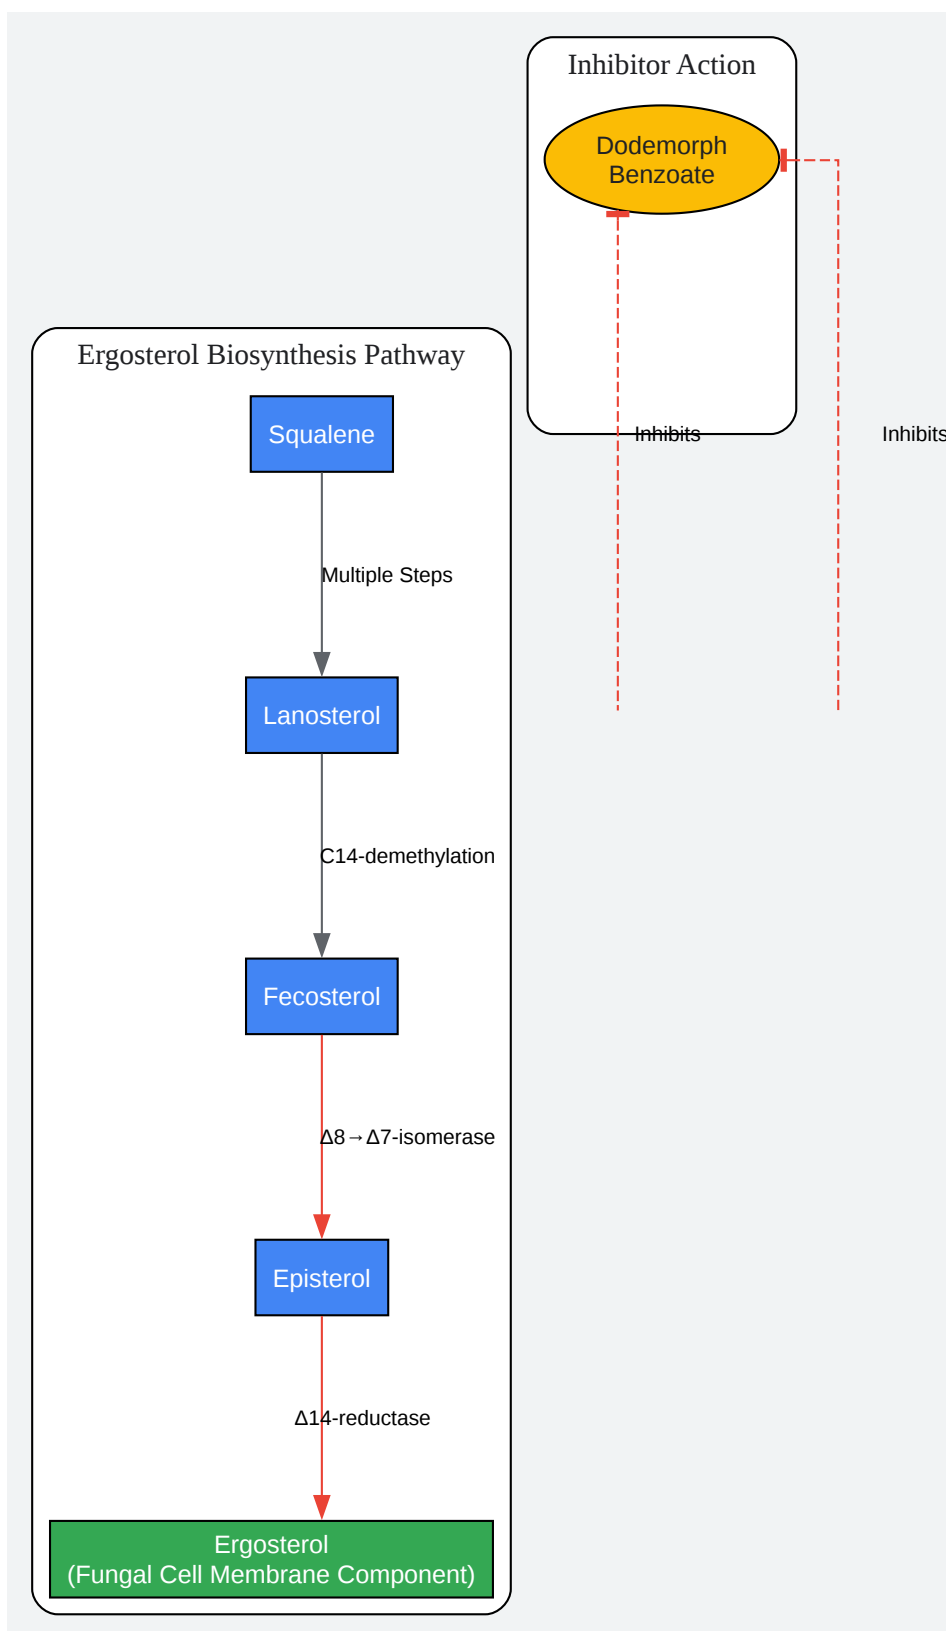 Inhibitor Action
Dodemorph
Benzoate
Ergosterol Biosynthesis Pathway
Squalene
Inhibits
Inhibits
Multiple Steps
Lanosterol
C14-demethylation
Fecosterol
Δ8→Δ7-isomerase
Episterol
Δ14-reductase
Ergosterol
(Fungal Cell Membrane Component)